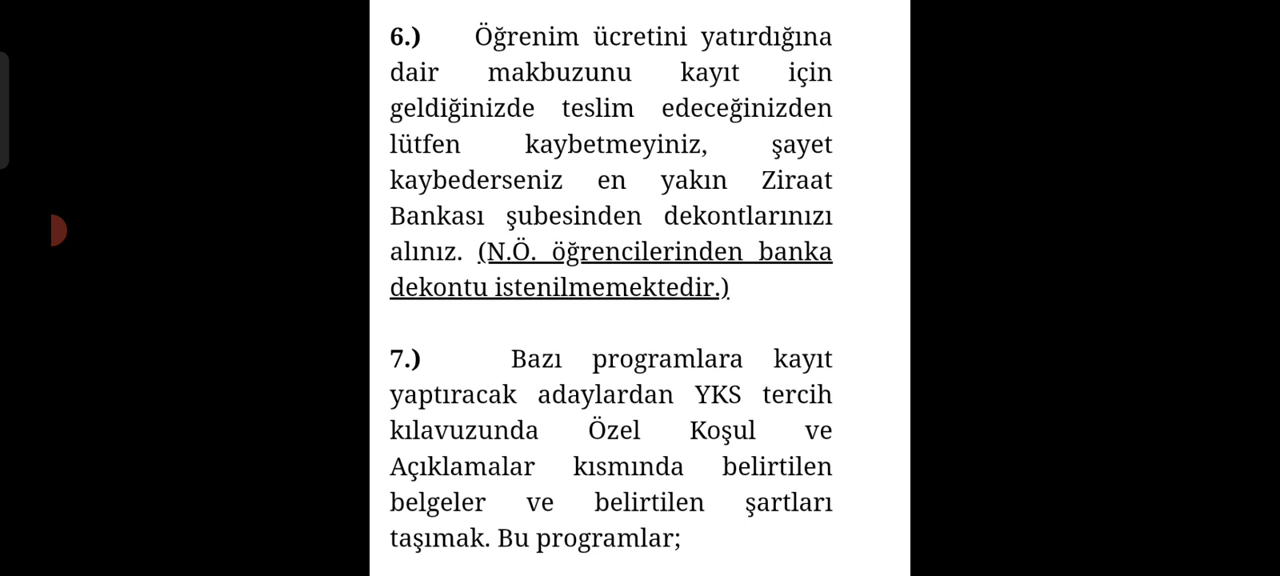 6.) Öğrenim ücretini yatırdığına
dair makbuzunu kayıt için
geldiğinizde teslim edeceğinizden
lütfen kaybetmeyiniz, şayet
kaybederseniz en yakın Ziraat
Bankası şubesinden dekontlarınızı
alınız. (N.Ö. öğrencilerinden banka
dekontu istenilmemektedir.)
7.) Bazı programlara kayıt
yaptıracak adaylardan YKS tercih
kılavuzunda Özel Koşul ve
Açıklamalar kısmında belirtilen
belgeler ve belirtilen şartları
taşımak. Bu programlar;